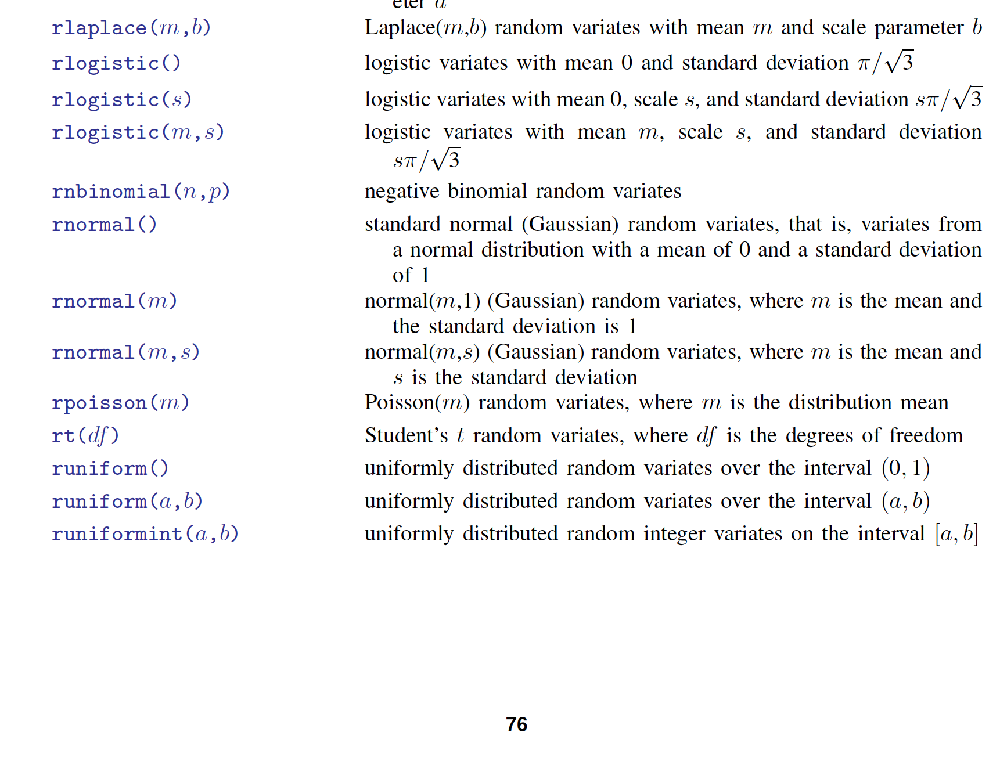 eter a
rlaplace(m,b) Laplace(m,b) random variates with mean m and scale parameter b
rlogistic() logistic variates with mean 0 and standard deviation π/√3
rlogistic(s) logistic variates with mean 0, scale s, and standard deviation sπ/√3
rlogistic(m,s) logistic variates with mean m, scale s, and standard deviation
sπ/√3
rnbinomial(n,p) negative binomial random variates
rnormal() standard normal (Gaussian) random variates, that is, variates from
a normal distribution with a mean of 0 and a standard deviation
of 1
rnormal(m) normal(m,1) (Gaussian) random variates, where m is the mean and
the standard deviation is 1
rnormal(m,s) normal(m,s) (Gaussian) random variates, where m is the mean and
s is the standard deviation
rpoisson(m) Poisson(m) random variates, where m is the distribution mean
rt(df) Student’s t random variates, where df is the degrees of freedom
runiform() uniformly distributed random variates over the interval (0, 1)
runiform(a,b) uniformly distributed random variates over the interval (a, b)
runiformint(a,b) uniformly distributed random integer variates on the interval [a, b]
76